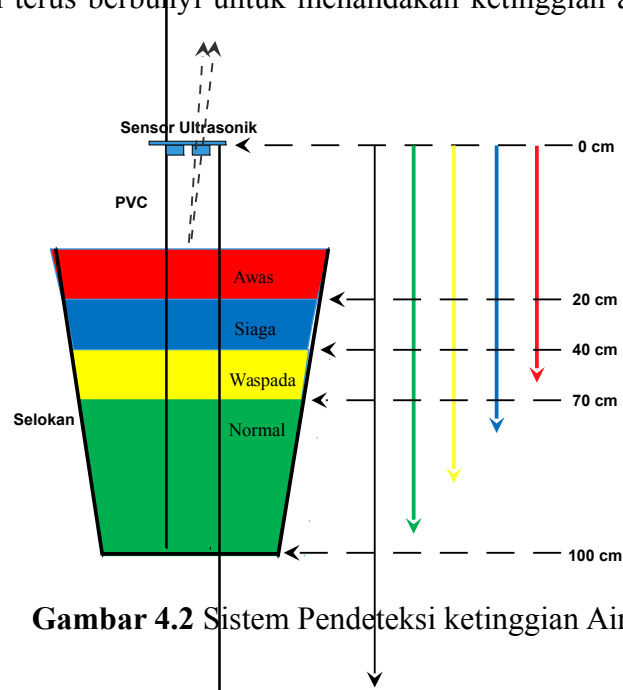 terus berbunyi untuk menandakan ketinggian a
Sensor Ultrasonik
0 cm
PVC
Awas
20 cm
Siaga
40 cm
Waspada
70 cm
Selokan
Normal
100 cm
Gambar 4.2 Sistem Pendeteksi ketinggian Air